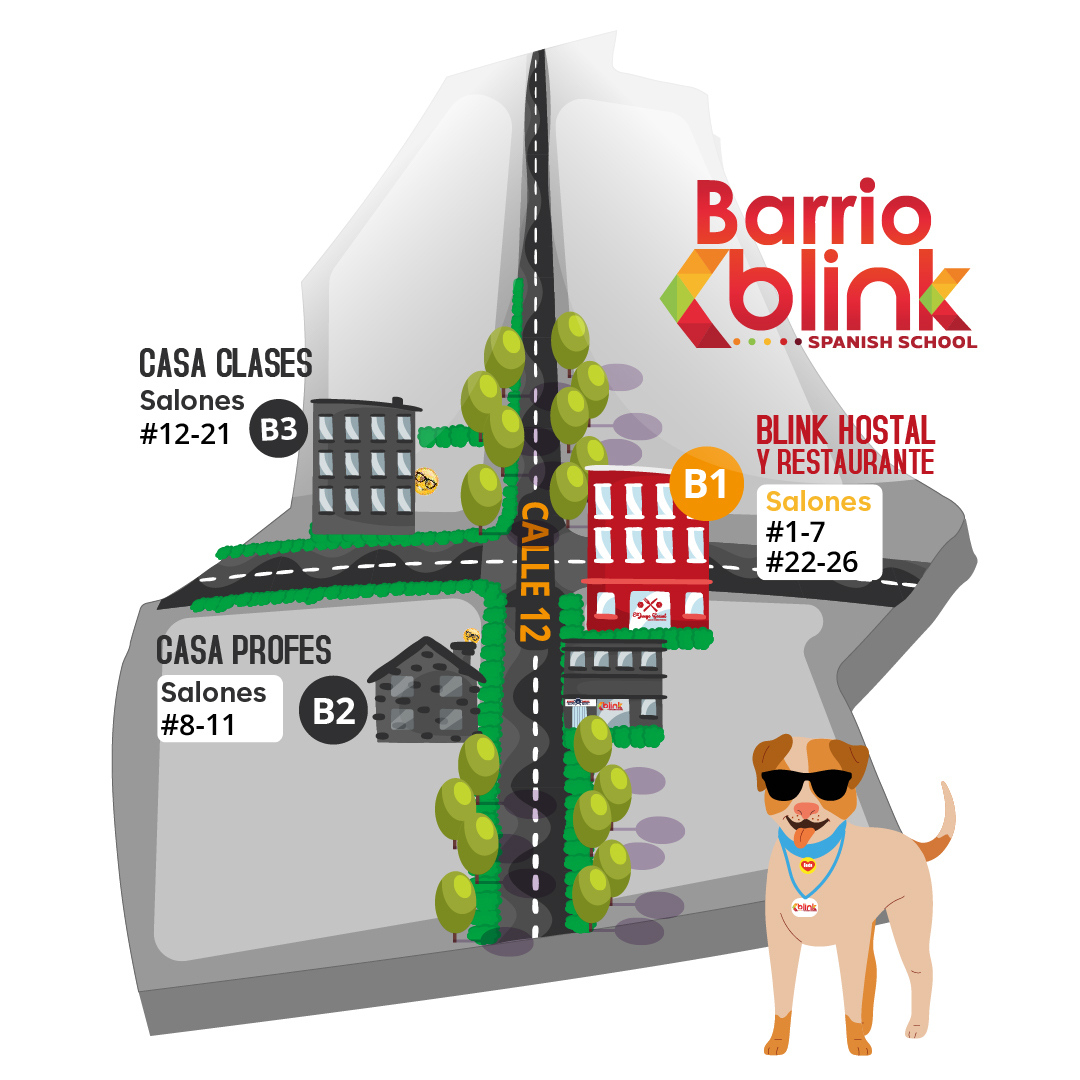 Barrio
blink
SPANISH SCHOOL
CASA CLASES
Salones
#12-21
B3
BLINK HOSTAL
Y RESTAURANTE
B1
Salones
#1-7
#22-26
CALLE 12
CASA PROFES
Salones
#8-11
B2
blink
blink